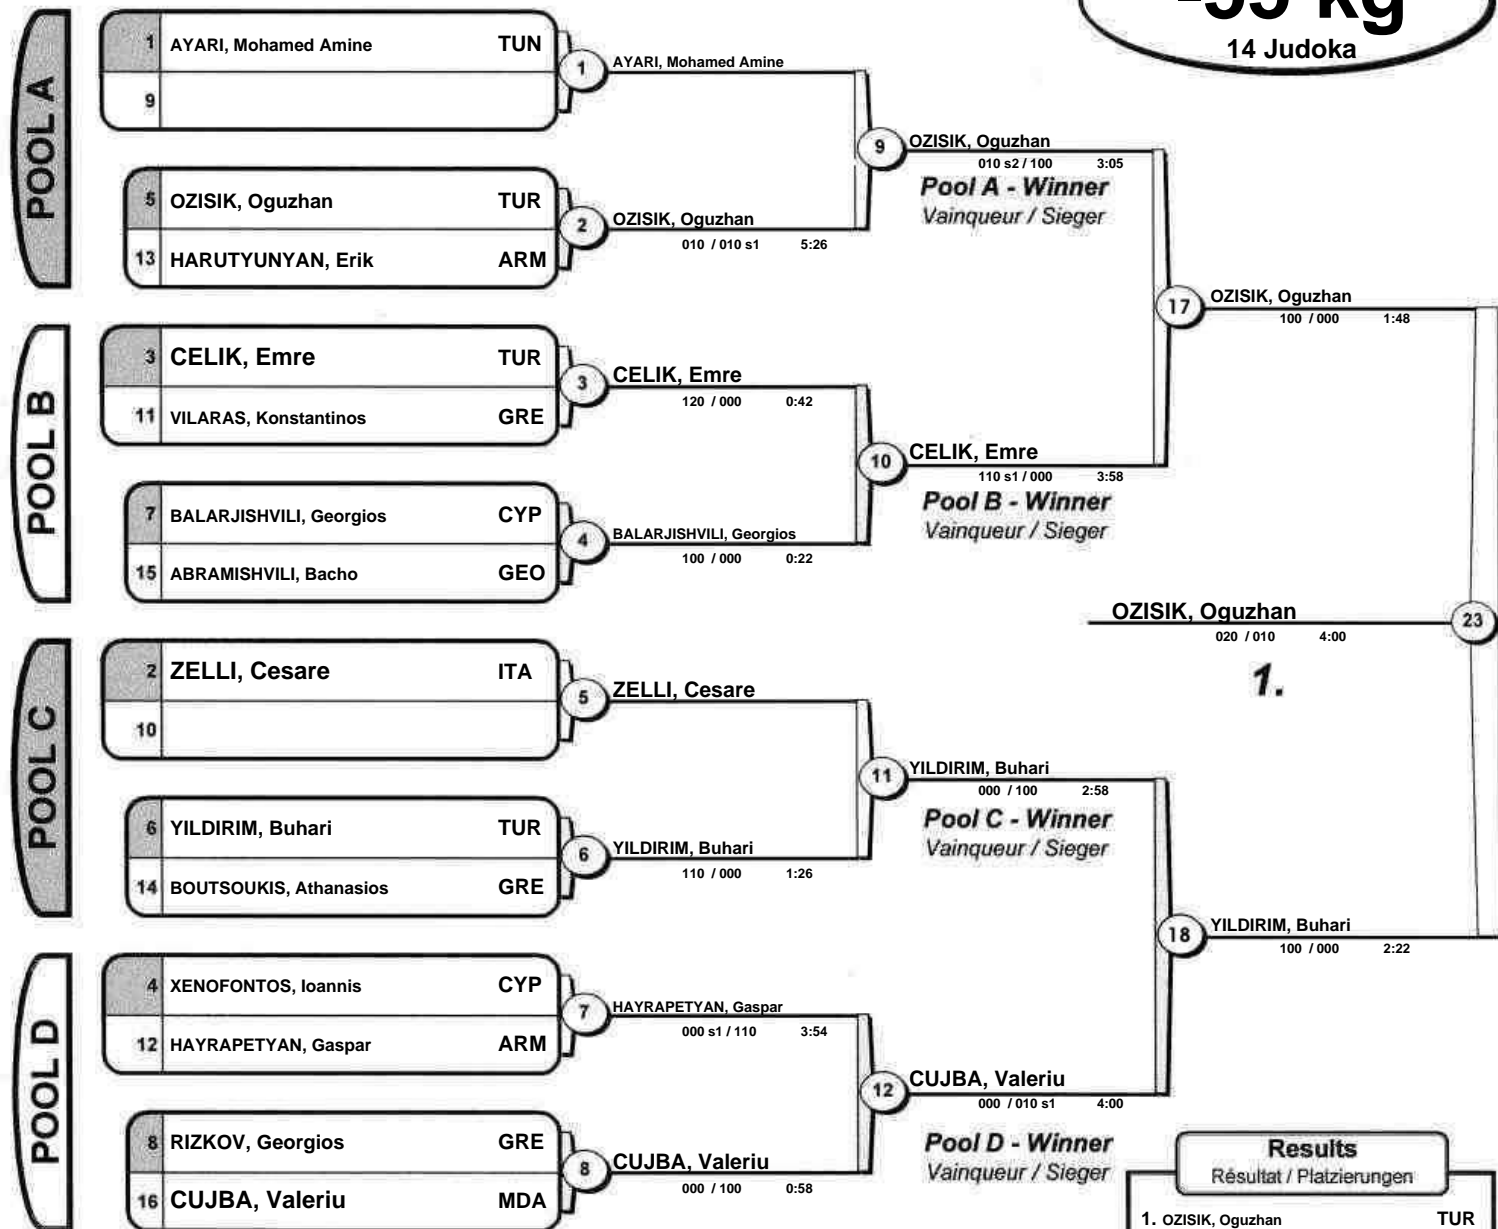 -55 kg
14 Judoka
POOL A
1 AYARI, Mohamed Amine TUN
9
1
AYARI, Mohamed Amine
5 OZISIK, Oguzhan TUR
13 HARUTYUNYAN, Erik ARM
2
OZISIK, Oguzhan
010 / 010 s1 5:26
9
OZISIK, Oguzhan
010 s2 / 100 3:05
Pool A - Winner
Vainqueur / Sieger
POOL B
3 CELIK, Emre TUR
11 VILARAS, Konstantinos GRE
3
CELIK, Emre
120 / 000 0:42
7 BALARJISHVILI, Georgios CYP
15 ABRAMISHVILI, Bacho GEO
4
BALARJISHVILI, Georgios
100 / 000 0:22
10
CELIK, Emre
110 s1 / 000 3:58
Pool B - Winner
Vainqueur / Sieger
17
OZISIK, Oguzhan
100 / 000 1:48
OZISIK, Oguzhan
020 / 010 4:00
23
1.
POOL C
2 ZELLI, Cesare ITA
10
5
ZELLI, Cesare
6 YILDIRIM, Buhari TUR
14 BOUTSOUKIS, Athanasios GRE
6
YILDIRIM, Buhari
110 / 000 1:26
11
YILDIRIM, Buhari
000 / 100 2:58
Pool C - Winner
Vainqueur / Sieger
18
YILDIRIM, Buhari
100 / 000 2:22
POOL D
4 XENOFONTOS, Ioannis CYP
12 HAYRAPETYAN, Gaspar ARM
7
HAYRAPETYAN, Gaspar
000 s1 / 110 3:54
8 RIZKOV, Georgios GRE
16 CUJBA, Valeriu MDA
8
CUJBA, Valeriu
000 / 100 0:58
12
CUJBA, Valeriu
000 / 010 s1 4:00
Pool D - Winner
Vainqueur / Sieger
Results
Résultat / Platzierungen
1. OZISIK, Oguzhan TUR